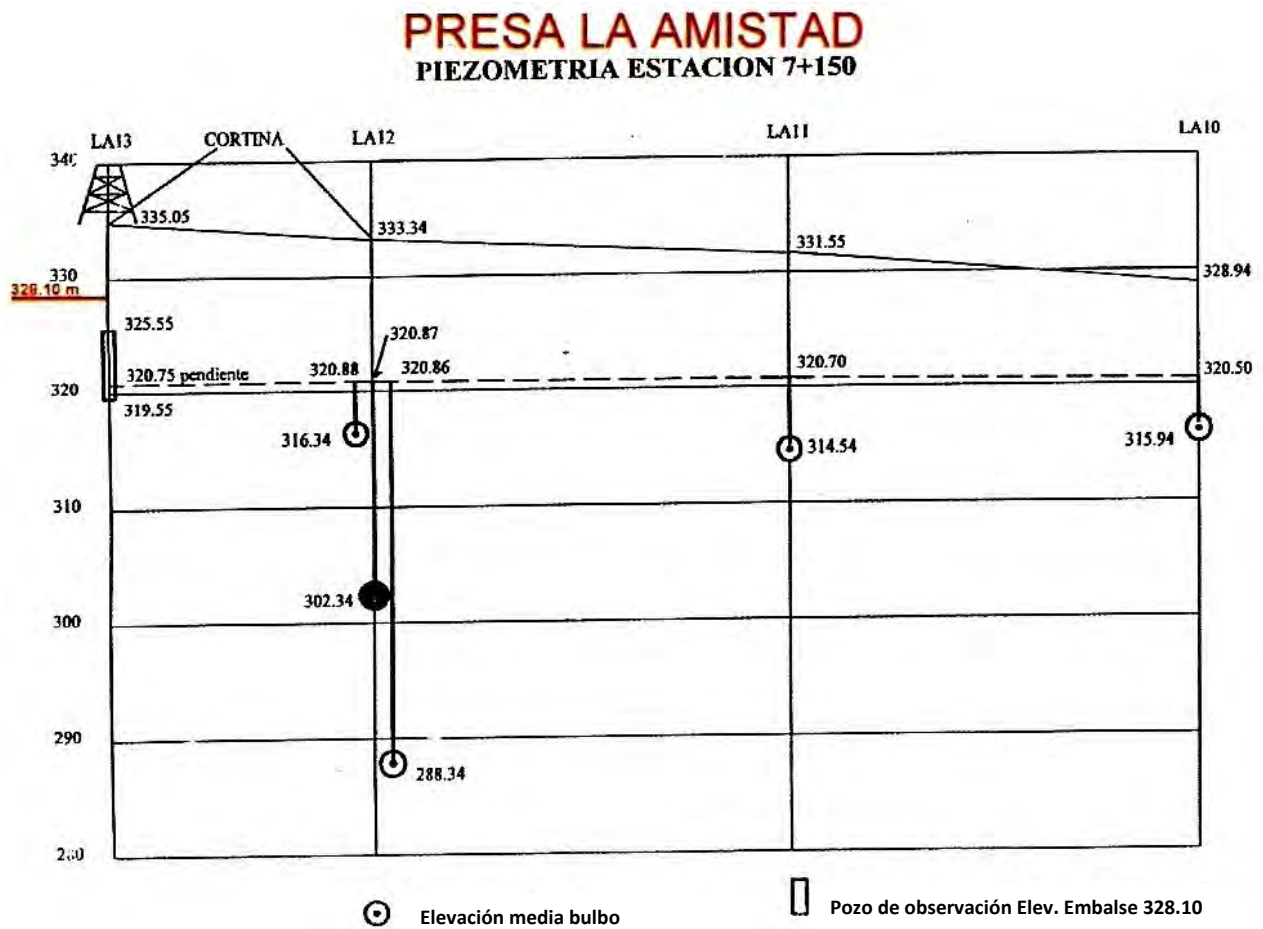 PRESA LA AMISTAD
PIEZOMETRIA ESTACION 7+150
LA13
CORTINA
LA12
LA11
LA10
340
335.05
333.34
331.55
330
328.94
328.10 m
325.55
320.87
320.75 pendiente
320.88
320.86
320.70
320.50
320
319.55
316.34
314.54
315.94
310
302.34
300
290
288.34
Elevación media bulbo
Pozo de observación Elev. Embalse 328.10